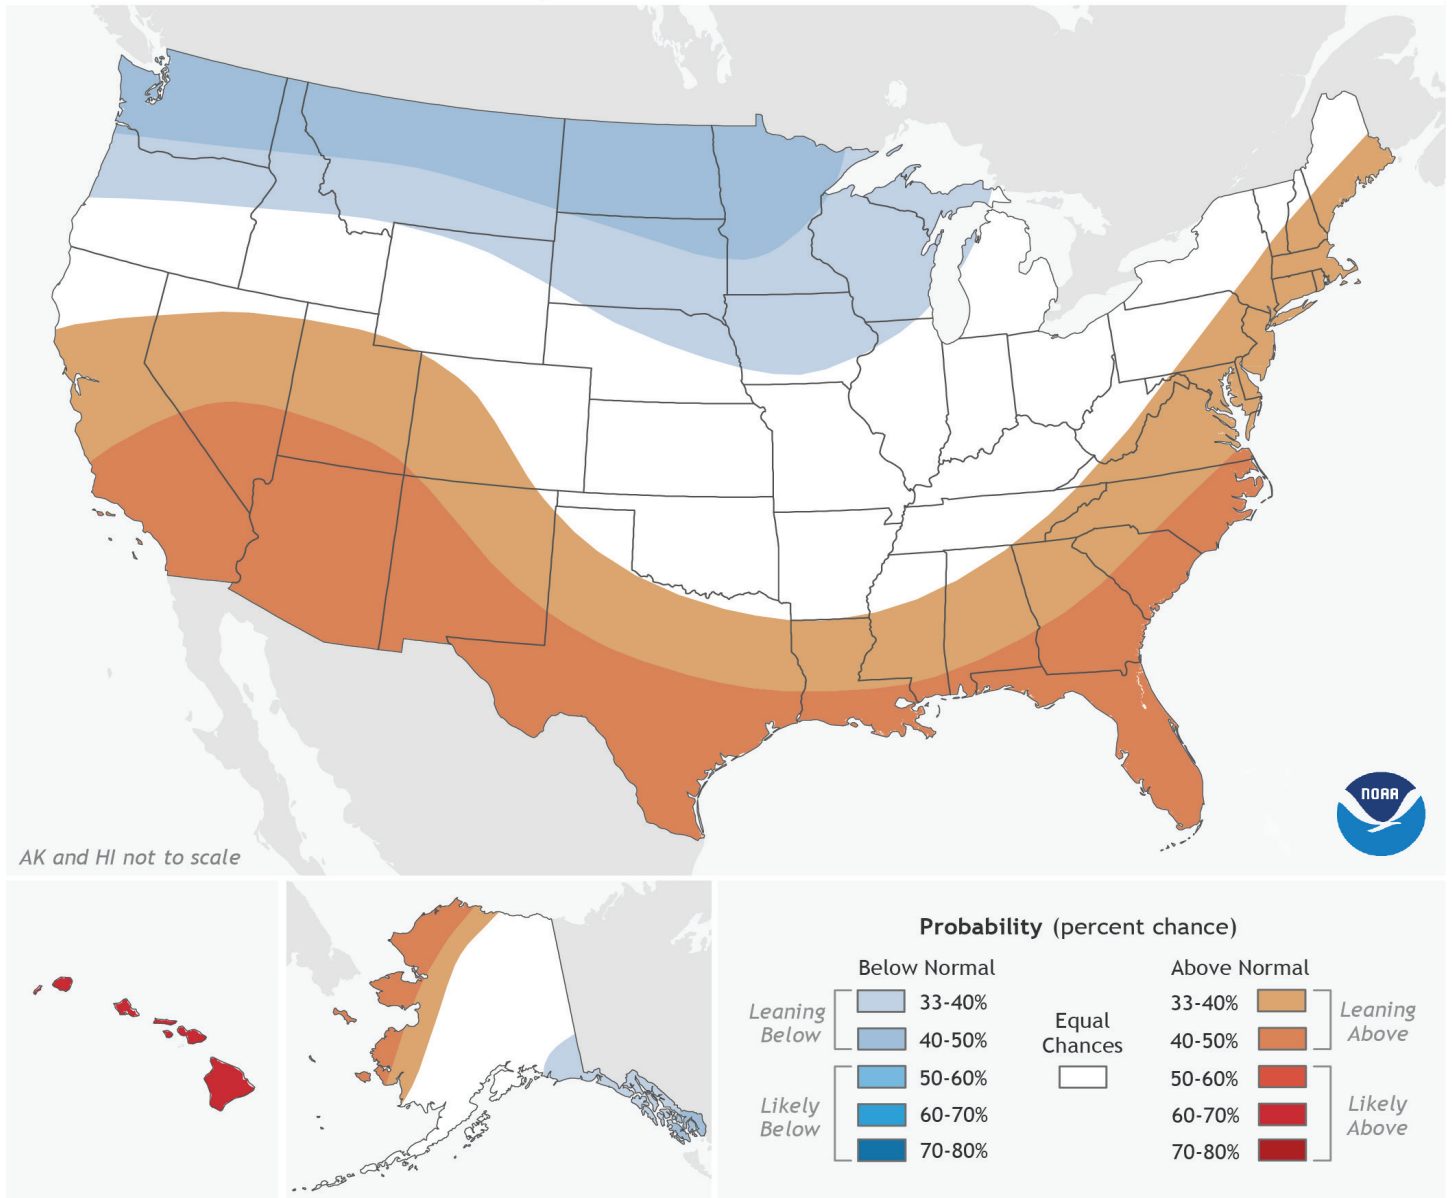 NOAA
AK and HI not to scale
Probability (percent chance)
Below Normal
Above Normal
Leaning
Below
33-40%
40-50%
Likely
Below
50-60%
60-70%
70-80%
Equal
Chances
33-40%
40-50%
Leaning
Above
50-60%
60-70%
70-80%
Likely
Above